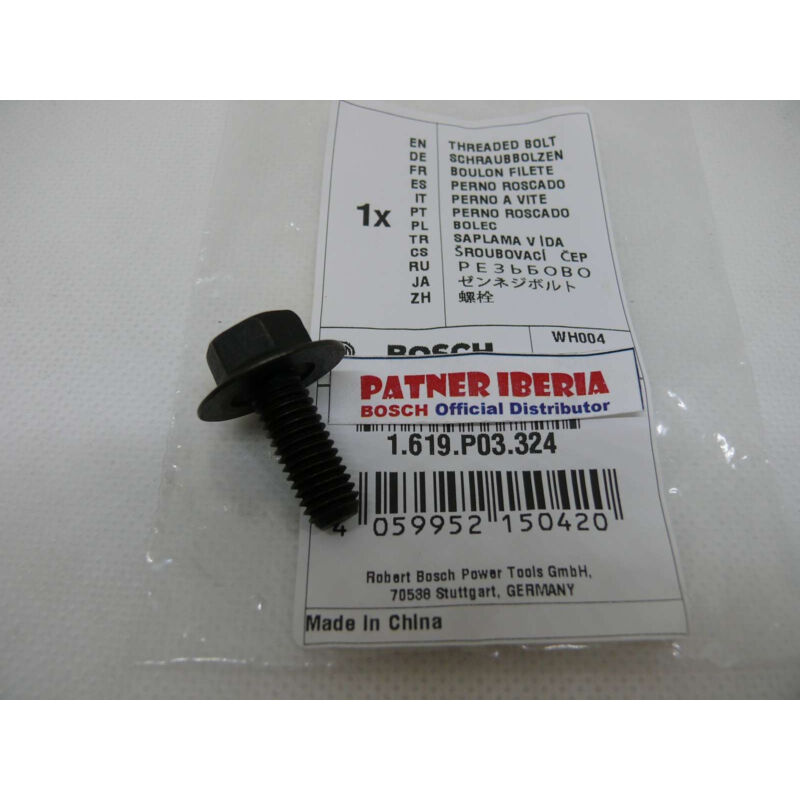 1x
EN THREADED BOLT
DE SCHRAUBBOLZEN
FR BOULON FILETE
ES PERNO ROSCADO
IT PERNO A VITE
PT PERNO ROSCADO
PL BOLEC
TR SAPLAMA VİDA
CS ŠROUBOVACÍ ČEP
RU РЕЗЬБОВО
JA ゼンネジボルト
ZH 螺栓
BOSCH WH004
PATNER IBERIA
BOSCH Official Distributor
1.619.P03.324
4 059952 150420
Robert Bosch Power Tools GmbH,
70538 Stuttgart, GERMANY
Made in China